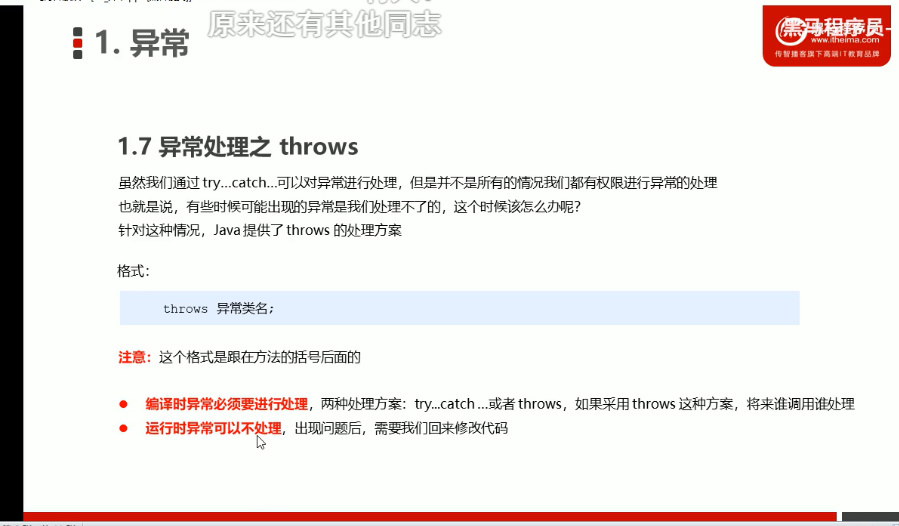 原来还有其他同志
1. 异常
黑马程序员
www.itheima.com
传智播客旗下高端IT教育品牌
1.7 异常处理之 throws
虽然我们通过 try...catch...可以对异常进行处理，但是并不是所有的情况我们都有权限进行异常的处理
也就是说，有些时候可能出现的异常是我们处理不了的，这个时候该怎么办呢？
针对这种情况，Java 提供了 throws 的处理方案
格式：
throws 异常类名;
注意：这个格式是跟在方法的括号后面的
编译时异常必须要进行处理，两种处理方案：try...catch ...或者 throws，如果采用 throws 这种方案，将来谁调用谁处理
运行时异常可以不处理，出现问题后，需要我们回来修改代码